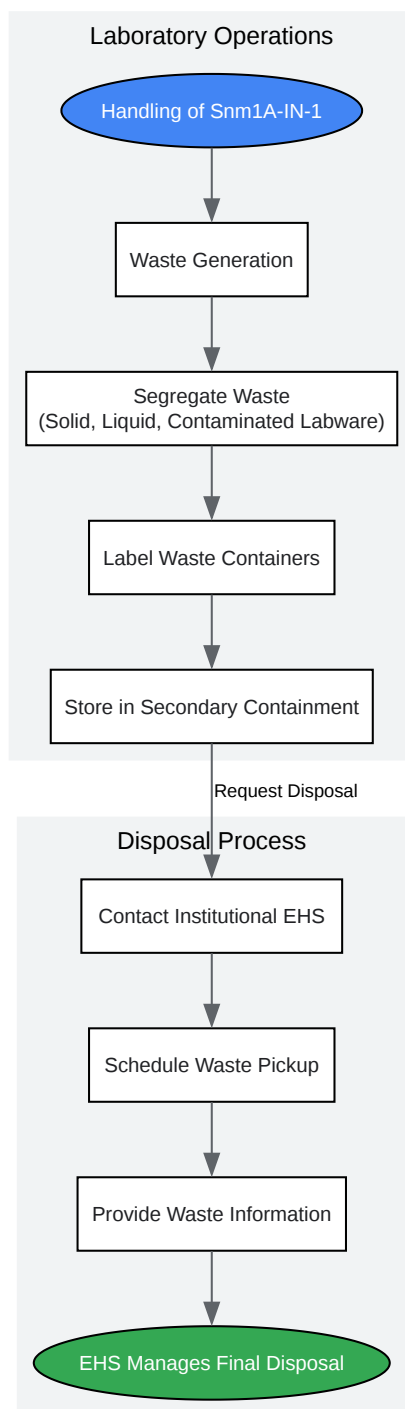 Laboratory Operations
Handling of Snm1A-IN-1
Waste Generation
Segregate Waste
(Solid, Liquid, Contaminated Labware)
Label Waste Containers
Store in Secondary Containment
Request Disposal
Disposal Process
Contact Institutional EHS
Schedule Waste Pickup
Provide Waste Information
EHS Manages Final Disposal